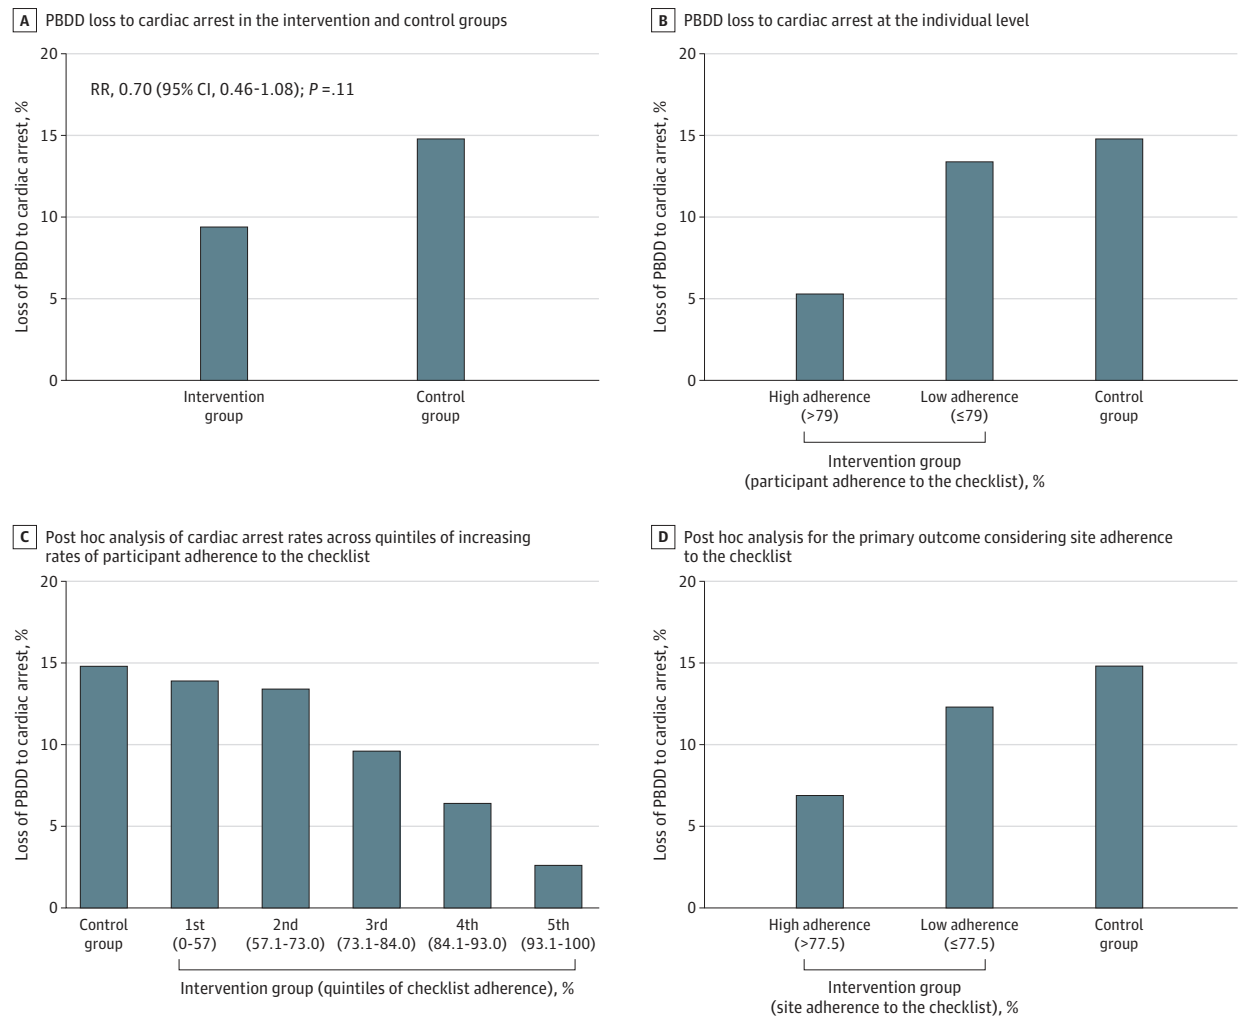 A PBDD loss to cardiac arrest in the intervention and control groups
Loss of PBDD to cardiac arrest, %
20
15
10
5
0
RR, 0.70 (95% CI, 0.46-1.08); P =.11
Intervention
group
Control
group
B PBDD loss to cardiac arrest at the individual level
Loss of PBDD to cardiac arrest, %
20
15
10
5
0
High adherence
(>79)
Low adherence
(≤79)
Control
group
Intervention group
(participant adherence to the checklist), %
C Post hoc analysis of cardiac arrest rates across quintiles of increasing
rates of participant adherence to the checklist
Loss of PBDD to cardiac arrest, %
20
15
10
5
0
Control
group
1st
(0-57)
2nd
(57.1-73.0)
3rd
(73.1-84.0)
4th
(84.1-93.0)
5th
(93.1-100)
Intervention group (quintiles of checklist adherence), %
D Post hoc analysis for the primary outcome considering site adherence
to the checklist
Loss of PBDD to cardiac arrest, %
20
15
10
5
0
High adherence
(>77.5)
Low adherence
(≤77.5)
Control
group
Intervention group
(site adherence to the checklist), %